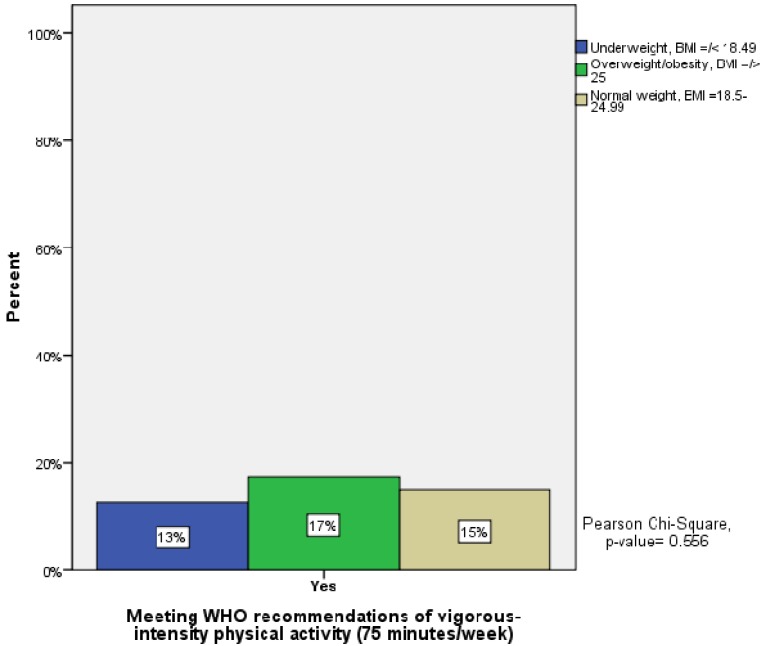 100%
80%
60%
40%
20%
0%
Percent
13%
17%
15%
Yes
Meeting WHO recommendations of vigorous-
intensity physical activity (75 minutes/week)
Underweight, BMI =/< 18.49
Overweight/obesity, BMI =/>
25
Normal weight, BMI =18.5-
24.99
Pearson Chi-Square,
p-value= 0.556